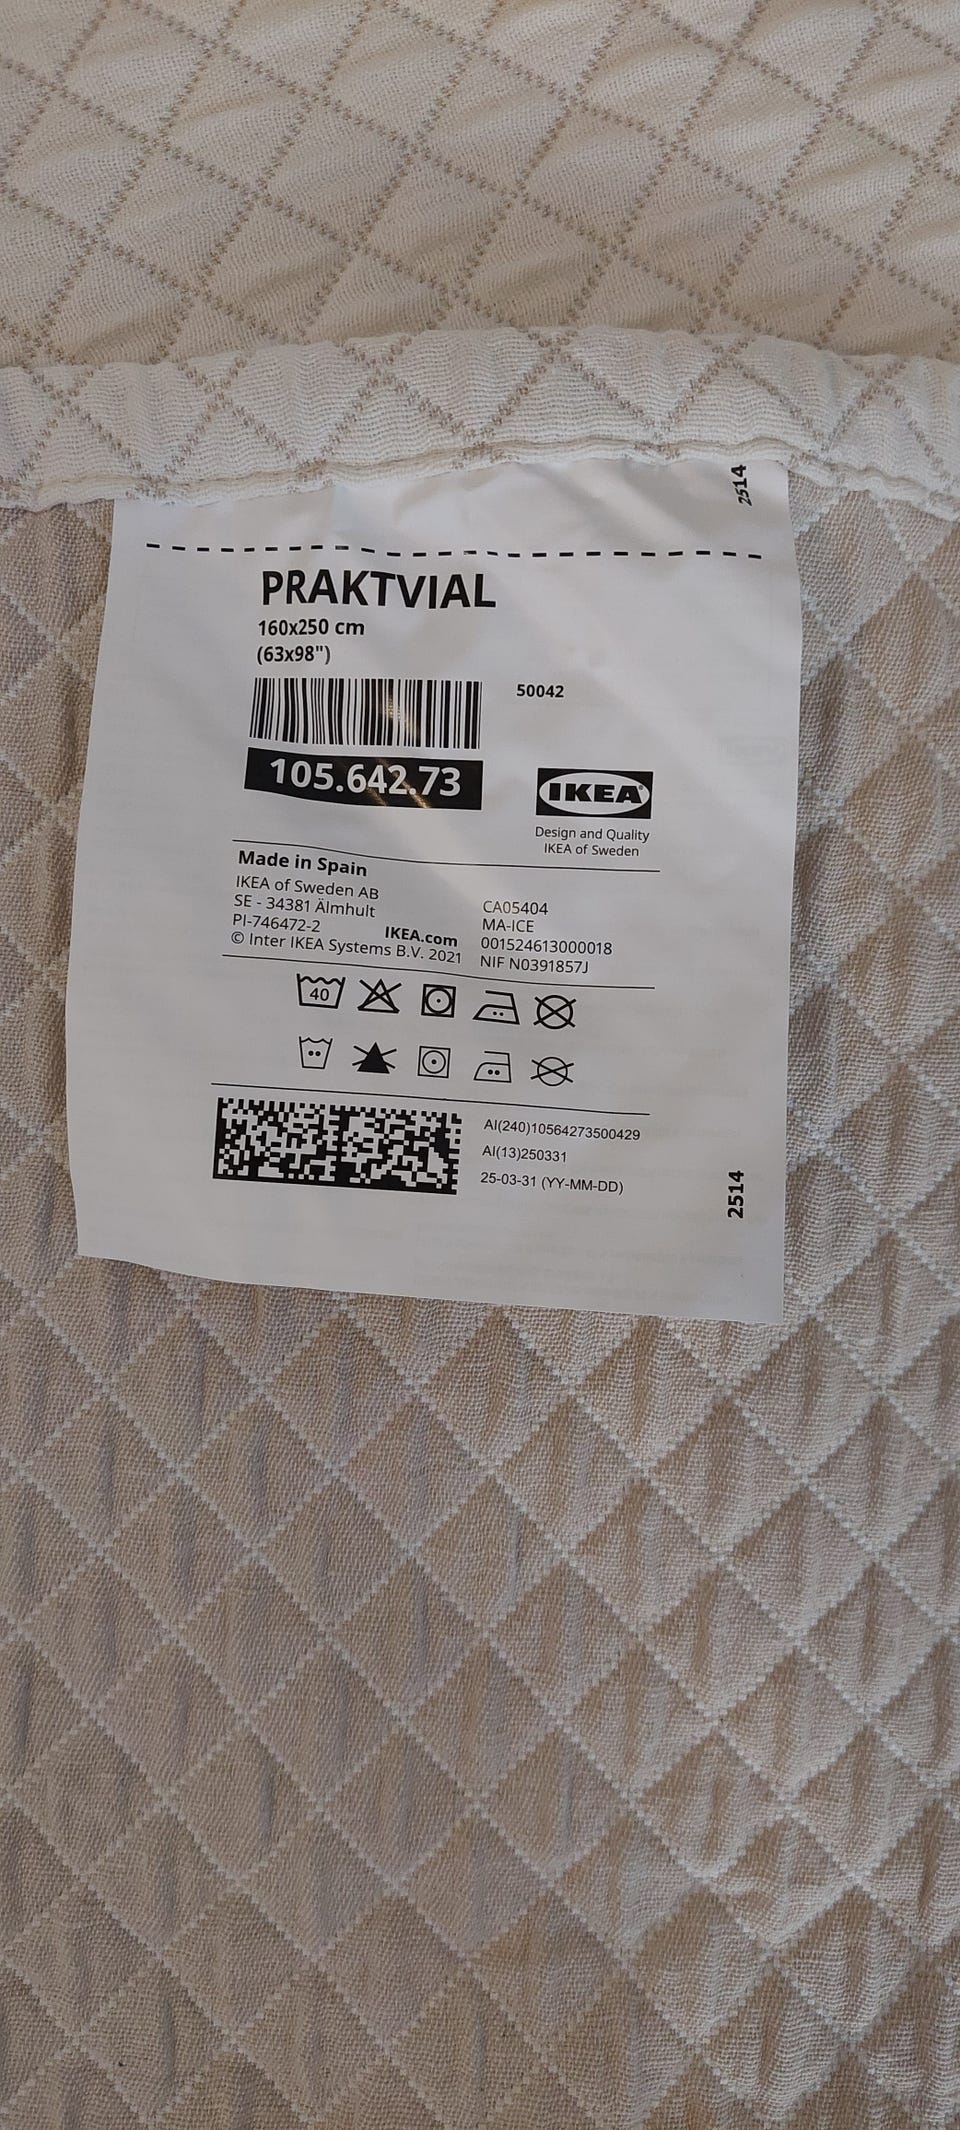 2514
PRAKTVIAL
160x250 cm
(63x98")
50042
105.642.73
IKEA
Design and Quality
IKEA of Sweden
Made in Spain
IKEA of Sweden AB
SE - 34381 Älmhult
PI-746472-2
IKEA.com
© Inter IKEA Systems B.V. 2021
CA05404
MA-ICE
001524613000018
NIF N0391857J
40
AI(240)10564273500429
AI(13)250331
25-03-31 (YY-MM-DD)
2514